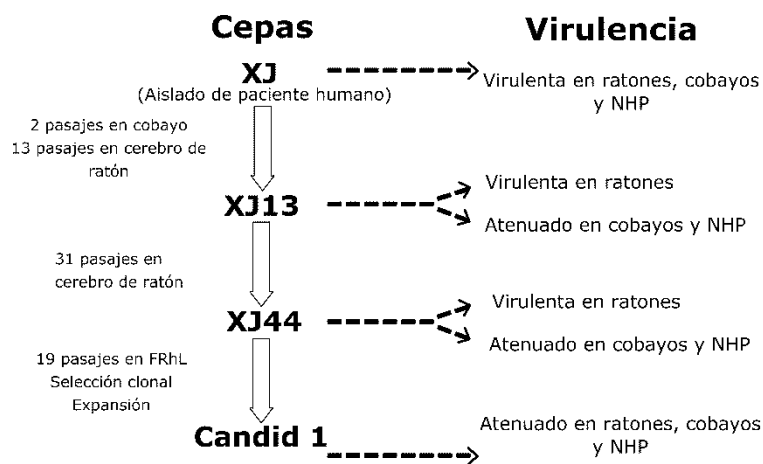 Cepas
Virulencia
XJ
(Aislado de paciente humano)
Virulenta en ratones, cobayos
y NHP
2 pasajes en cobayo
13 pasajes en cerebro de
ratón
XJ13
Virulenta en ratones
Atenuado en cobayos y NHP
31 pasajes en
cerebro de ratón
XJ44
Virulenta en ratones
Atenuado en cobayos y NHP
19 pasajes en FRhL
Selección clonal
Expansión
Candid 1
Atenuado en ratones, cobayos
y NHP